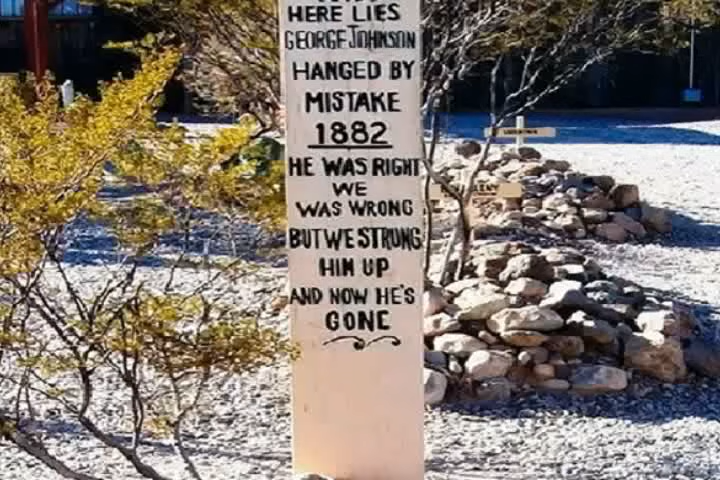 HERE LIES
GEORGE JOHNSON
HANGED BY
MISTAKE
1882
HE WAS RIGHT
WE
WAS WRONG
BUT WE STRUNG
HIM UP
AND NOW HE'S
GONE